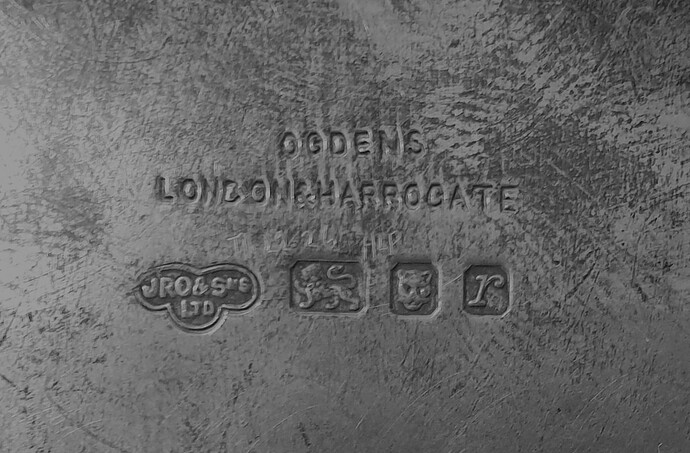 OGDENS
LONDON & HARROGATE
JRO & SNS
LTD
r